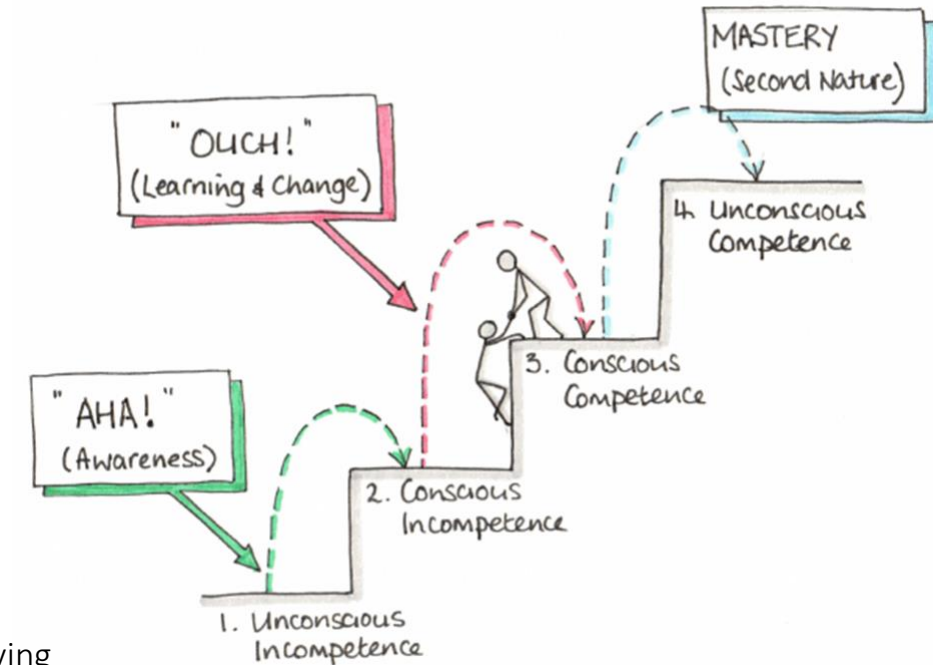 MASTERY
(Second Nature)
"OUCH!"
(Learning & Change)
4. Unconscious
Competence
3. Conscious
Competence
"AHA!"
(Awareness)
2. Conscious
Incompetence
1. Unconscious
Incompetence